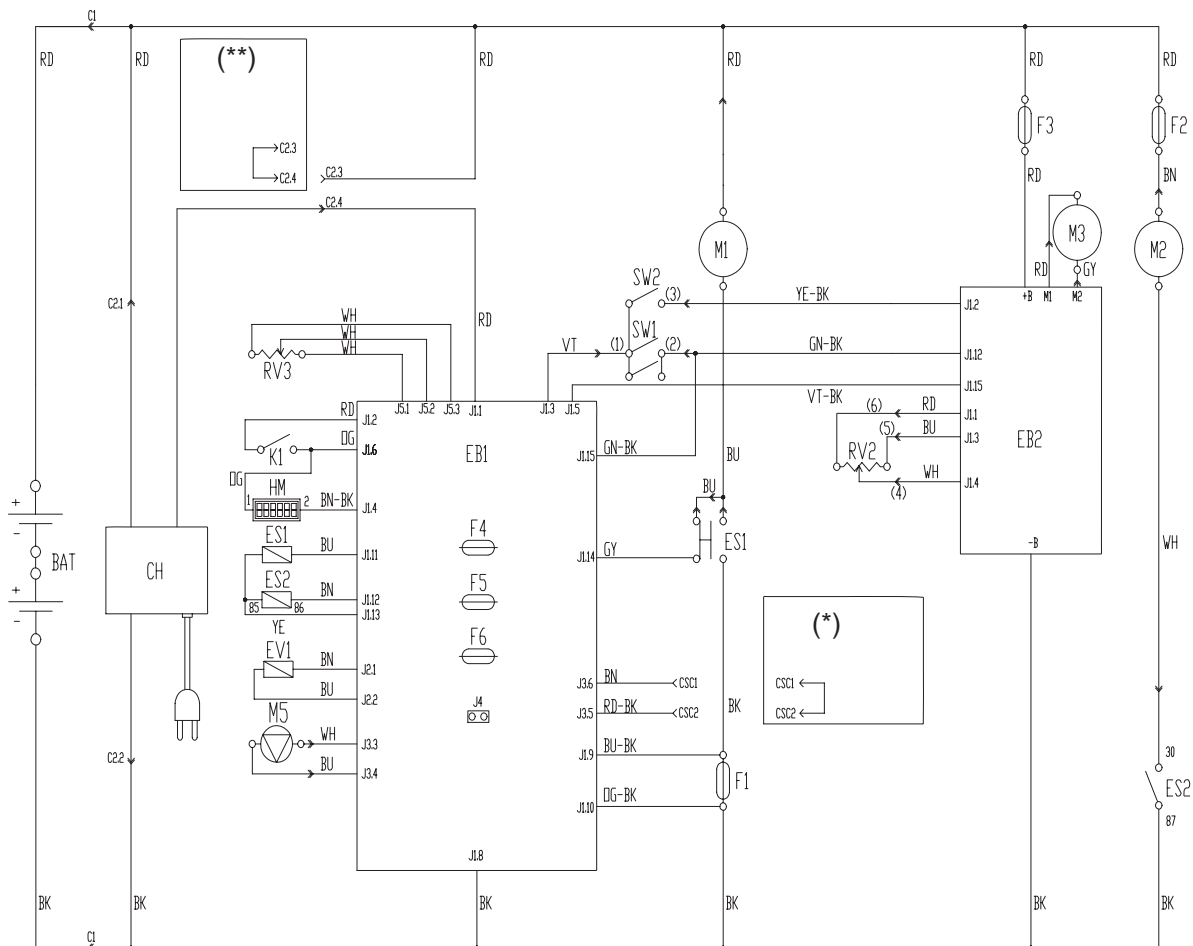 C1
RD
RD
(**)
RD
RD
RD
RD
C2.3
C2.4
C2.3
C2.4
F3
F2
RD
BN
M1
M3
M2
RD
GY
C2.1
SW2
(3)
YE-BK
+B
M1
M2
J1.2
WH
WH
WH
RV3
RD
SW1
VT
(1)
(2)
GN-BK
J1.12
J5.1
J5.2
J5.3
J1.1
J1.3
J1.5
VT-BK
J1.15
RD
J1.2
(6)
RD
J1.1
K1
OG
J1.6
EB1
GN-BK
J1.15
BU
(5)
BU
J1.3
EB2
RV2
OG
HM
1
2
BN-BK
J1.4
BU
WH
(4)
J1.4
ES1
BU
J1.11
F4
GY
J1.14
ES1
-B
WH
BAT
+
-
+
-
CH
ES2
BN
J1.12
85
86
J1.13
YE
F5
(*)
EV1
BN
J2.1
F6
BU
J2.2
BN
J3.6
CSC1
CSC1
J4
RD-BK
J3.5
CSC2
CSC2
BK
M5
WH
J3.3
BU-BK
J1.9
C2.2
BU
J3.4
F1
30
ES2
87
OG-BK
J1.10
J1.8
BK
BK
BK
BK
BK
BK
C1